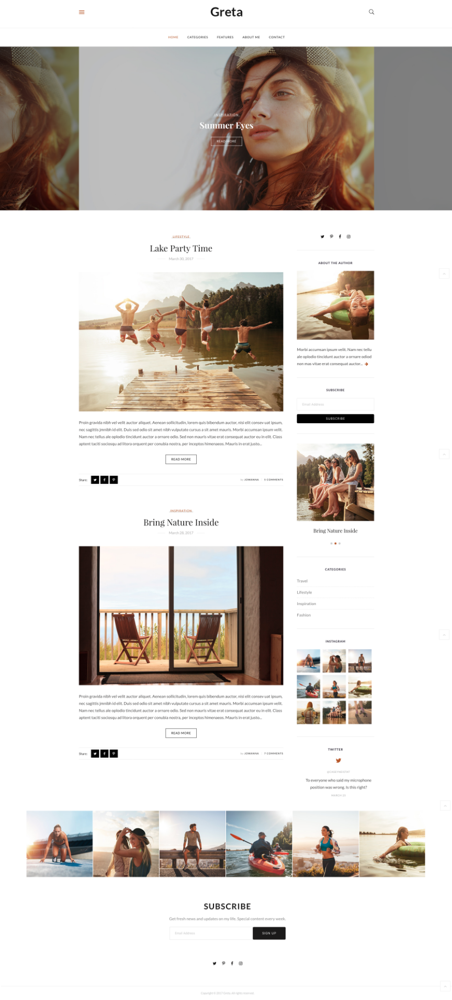 Greta
HOME CATEGORIES FEATURES ABOUT ME CONTACT
INSPIRATION
Summer Eyes
READ MORE
LIFESTYLE
Lake Party Time
March 30, 2017
Proin gravida nibh vel velit auctor aliquet. Aenean sollicitudin, lorem quis bibendum auctor, nisi elit consev uat ipsum,
nec sagittis jmnibh id elit. Duis sed odio sit amet nibh vulputate cursus a sit amet mauris. Morbi accumsan ipsum velit.
Nam nec tellus ale oplodio tincidunt auctor a ornare odio. Sed non mauris vitae erat consequat auctor eu in elit. Class
aptent taciti sociosqu ad litora orquent per conubia nostra, per inceptos himenaeos. Mauris in erat justo...
READ MORE
Share:
by JOWANNA | 5 COMMENTS
INSPIRATION
Bring Nature Inside
March 28, 2017
Proin gravida nibh vel velit auctor aliquet. Aenean sollicitudin, lorem quis bibendum auctor, nisi elit consev uat ipsum,
nec sagittis jmnibh id elit. Duis sed odio sit amet nibh vulputate cursus a sit amet mauris. Morbi accumsan ipsum velit.
Nam nec tellus ale oplodio tincidunt auctor a ornare odio. Sed non mauris vitae erat consequat auctor eu in elit. Class
aptent taciti sociosqu ad litora orquent per conubia nostra, per inceptos himenaeos. Mauris in erat justo...
READ MORE
Share:
by JOWANNA | 7 COMMENTS
ABOUT THE AUTHOR
Morbi accumsan ipsum velit. Nam nec tellu
ale oplodio tincidunt auctor a ornare odiod
non mas vitae erat consequat auctor...
SUBSCRIBE
Email Address
SUBSCRIBE
Bring Nature Inside
CATEGORIES
Travel
Lifestyle
Inspiration
Fashion
INSTAGRAM
TWITTER
@CASEYNEISTAT
To everyone who said my microphone
position was wrong. Is this right?
MARCH 25
SUBSCRIBE
Get fresh news and updates on my life. Special content every week.
Email Address
SIGN UP
Copyright © 2017 Greta. All rights reserved.